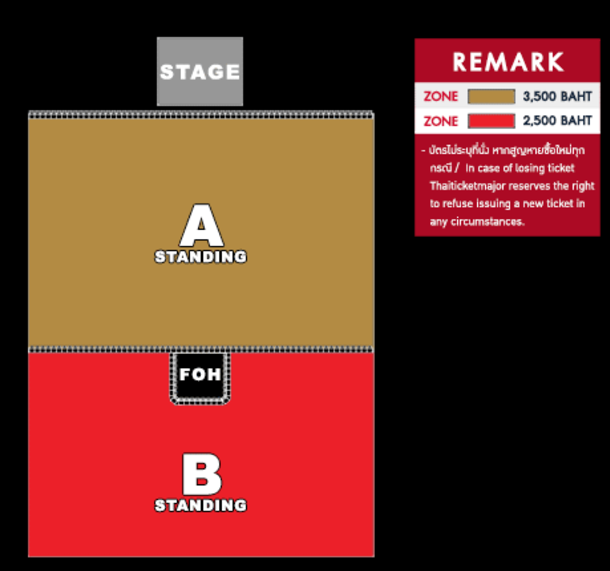 STAGE
A
STANDING
FOH
B
STANDING
REMARK
ZONE 3,500 BAHT
ZONE 2,500 BAHT
- บัตรไม่ระบุที่นั่ง หากสูญหายซื้อใหม่ทุก
กรณี / In case of losing ticket
Thaiticketmajor reserves the right
to refuse issuing a new ticket in
any circumstances.